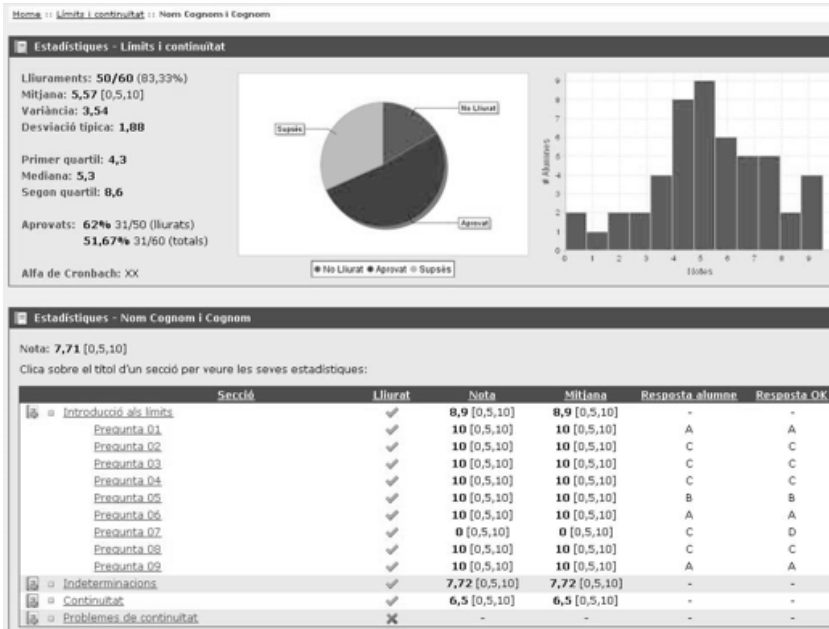 Home :: Límits i continuïtat :: Nom Cognom i Cognom
Estadístiques - Límits i continuïtat
Lliuraments: 50/60 (83,33%)
Mitjana: 5,57 [0,5,10]
Variància: 3,54
Desviació típica: 1,88
Primer quartil: 4,3
Mediana: 5,3
Segon quartil: 8,6
Aprovats: 62% 31/50 (lliurats)
51,67% 31/60 (totals)
Alfa de Cronbach: XX
No Lliurat
Suspès
Aprovat
No Lliurat Aprovat Suspès
# Alumnes
9
8
7
6
5
4
3
2
1
0
0 1 2 3 4 5 6 7 8 9
Notes
Estadístiques - Nom Cognom i Cognom
Nota: 7,71 [0,5,10]
Clica sobre el títol d'un secció per veure les seves estadístiques:
Secció Lliurat Nota Mitjana Resposta alumne Resposta OK
Introducció als límits 8,9 [0,5,10] 8,9 [0,5,10] - -
Pregunta 01 10 [0,5,10] 10 [0,5,10] A A
Pregunta 02 10 [0,5,10] 10 [0,5,10] C C
Pregunta 03 10 [0,5,10] 10 [0,5,10] C C
Pregunta 04 10 [0,5,10] 10 [0,5,10] C C
Pregunta 05 10 [0,5,10] 10 [0,5,10] B B
Pregunta 06 10 [0,5,10] 10 [0,5,10] A A
Pregunta 07 0 [0,5,10] 0 [0,5,10] C D
Pregunta 08 10 [0,5,10] 10 [0,5,10] C C
Pregunta 09 10 [0,5,10] 10 [0,5,10] A A
Indeterminacions 7,72 [0,5,10] 7,72 [0,5,10] - -
Continuïtat 6,5 [0,5,10] 6,5 [0,5,10] - -
Problemes de continuïtat - - - -